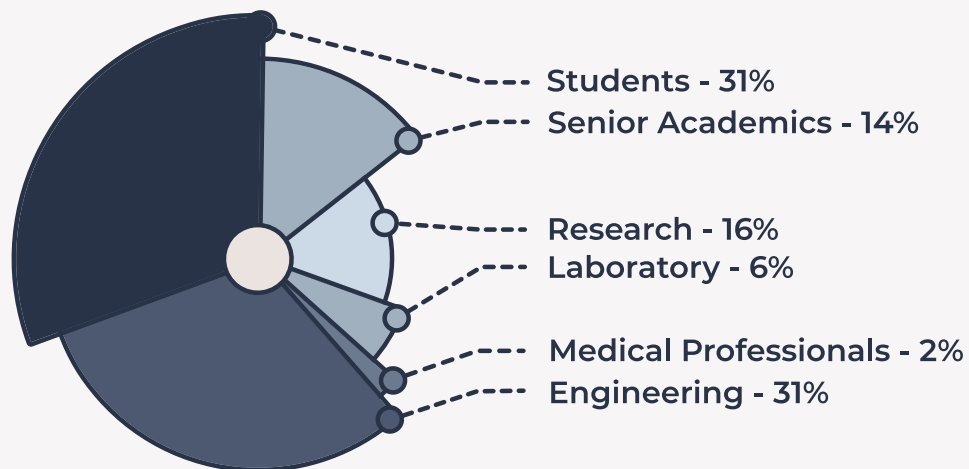 Students - 31%
Senior Academics - 14%
Research - 16%
Laboratory - 6%
Medical Professionals - 2%
Engineering - 31%